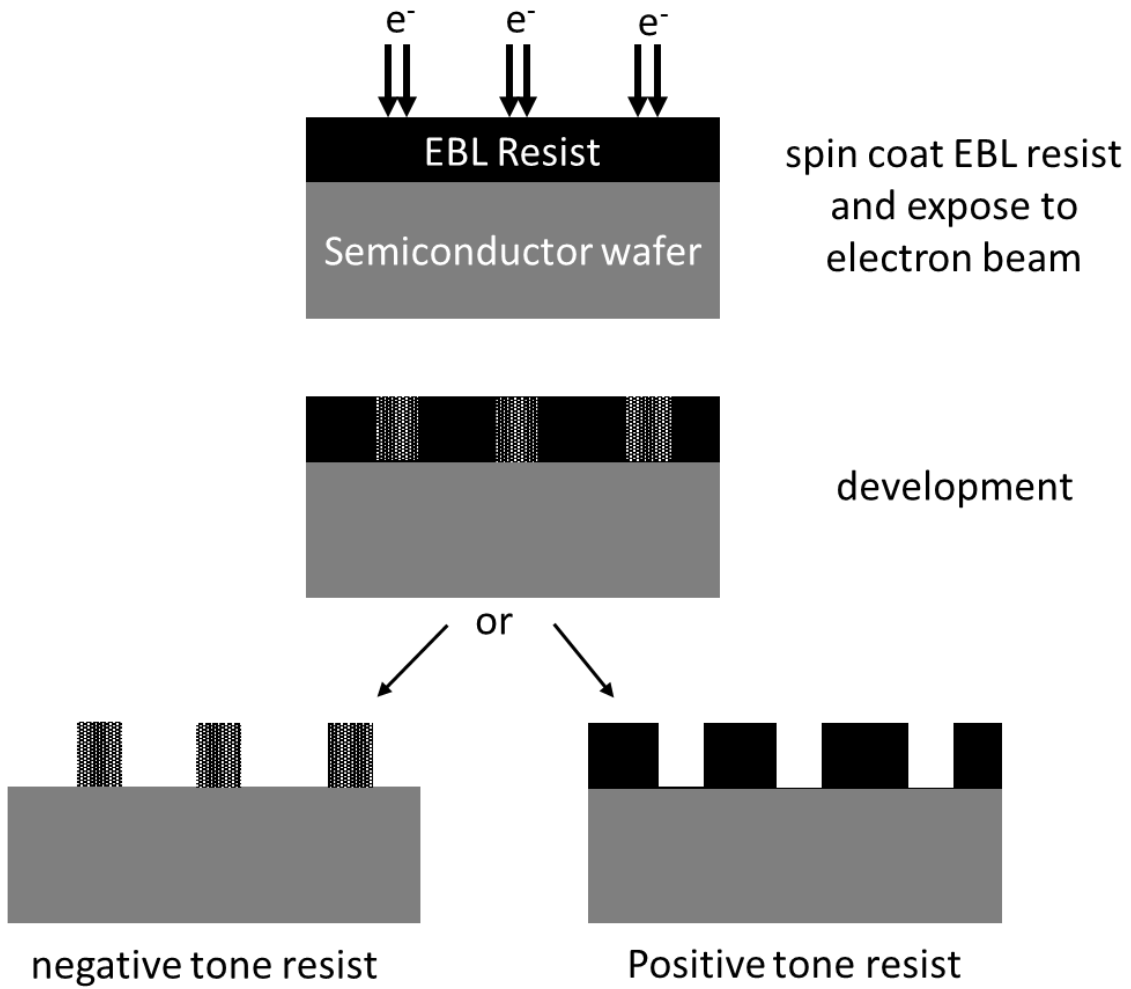 e- e- e-
EBL Resist
Semiconductor wafer
spin coat EBL resist
and expose to
electron beam
development
or
negative tone resist
Positive tone resist